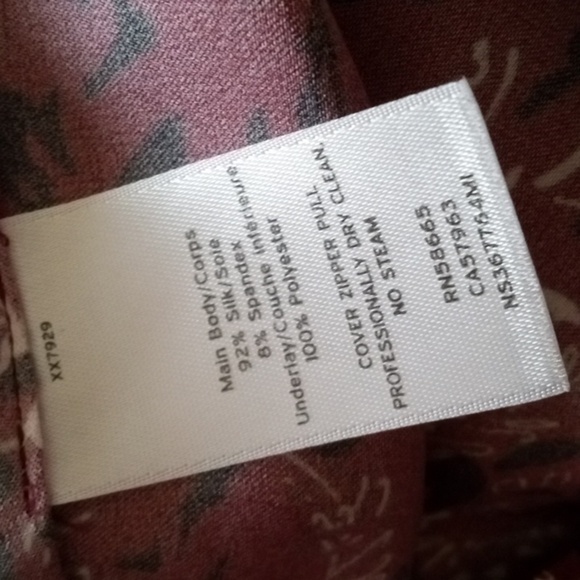 XX7929
Main Body/Corps
92% Silk/Soie
8% Spandex
Underlay/Couche Intérieure
100% Polyester
COVER ZIPPER PULL.
PROFESSIONALLY DRY CLEAN.
NO STEAM
RN58665
CA57963
NS367764MI